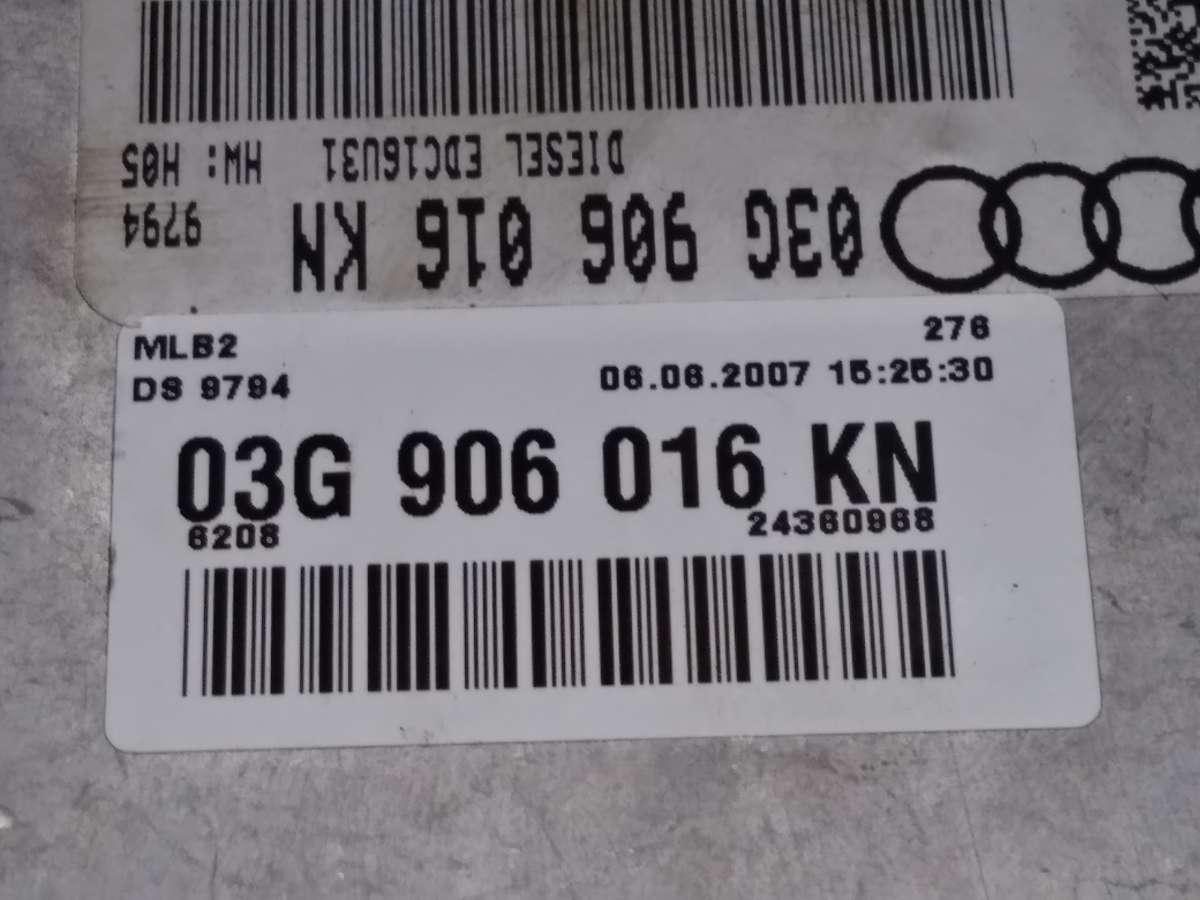 03G 906 016 KN 9794
DIESEL EDC16U31 HW: H05
MLB2 276
DS 9794 06.06.2007 15:25:30
03G 906 016 KN
6208 24360968